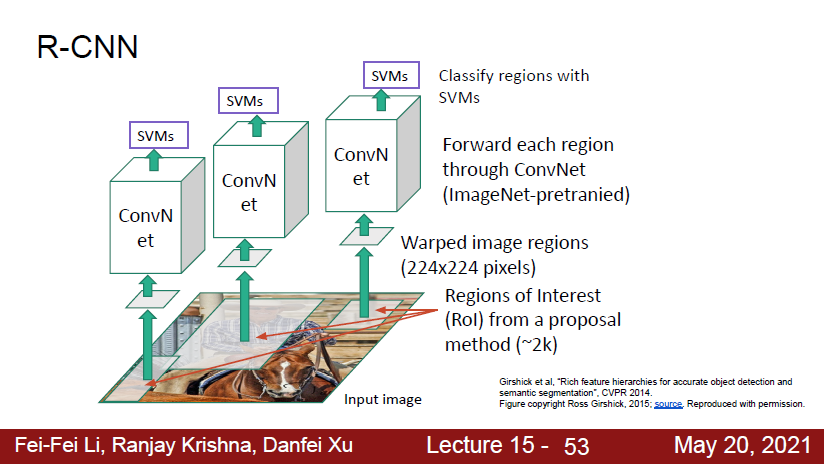 R-CNN
SVMs
Classify regions with
SVMs
SVMs
SVMs
ConvN
et
Forward each region
through ConvNet
(ImageNet-pretranied)
ConvN
et
ConvN
et
Warped image regions
(224x224 pixels)
Regions of Interest
(RoI) from a proposal
method (~2k)
Input image
Girshick et al, “Rich feature hierarchies for accurate object detection and
semantic segmentation”, CVPR 2014.
Figure copyright Ross Girshick, 2015; source. Reproduced with permission.
Fei-Fei Li, Ranjay Krishna, Danfei Xu
Lecture 15 - 53
May 20, 2021